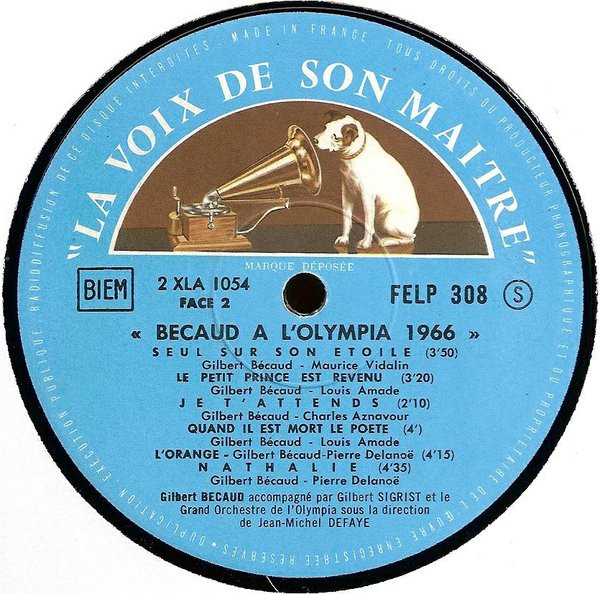 MADE IN FRANCE . TOUS DROITS DU PRODUCTEUR PHONOGRAPHIQUE ET DU PROPRIETAIRE DE L'ŒUVRE ENREGISTREE RESERVES . DUPLICATION EXECUTION PUBLIQUE RADIODIFFUSION DE CE DISQUE INTERDITES .
"LA VOIX DE SON MAITRE"
MARQUE DÉPOSÉE
BIEM
2 XLA 1054
FACE 2
FELP 308 S
« BECAUD A L'OLYMPIA 1966 »
SEUL SUR SON ETOILE (3'50)
Gilbert Bécaud - Maurice Vidalin
LE PETIT PRINCE EST REVENU (3'20)
Gilbert Bécaud - Louis Amade
JE T'ATTENDS (2'10)
Gilbert Bécaud - Charles Aznavour
QUAND IL EST MORT LE POETE (4')
Gilbert Bécaud - Louis Amade
L'ORANGE - Gilbert Bécaud-Pierre Delanoë (4'15)
NATHALIE (4'35)
Gilbert Bécaud - Pierre Delanoë
Gilbert BECAUD accompagné par Gilbert SIGRIST et le
Grand Orchestre de l'Olympia sous la direction
de Jean-Michel DEFAYE